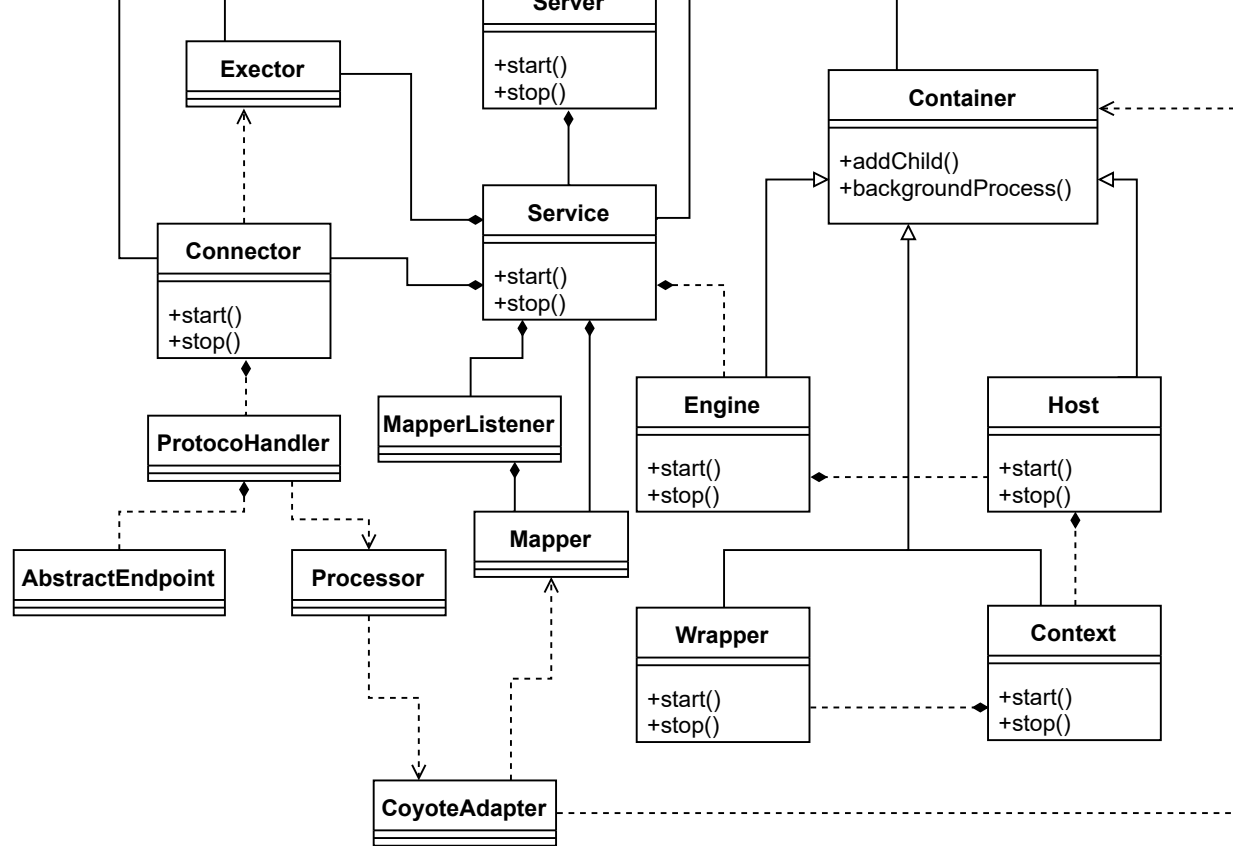 Server
+start()
+stop()
Exector
Container
+addChild()
+backgroundProcess()
Service
+start()
+stop()
Connector
+start()
+stop()
MapperListener
Engine
+start()
+stop()
Host
+start()
+stop()
ProtocoHandler
Mapper
AbstractEndpoint
Processor
Wrapper
+start()
+stop()
Context
+start()
+stop()
CoyoteAdapter